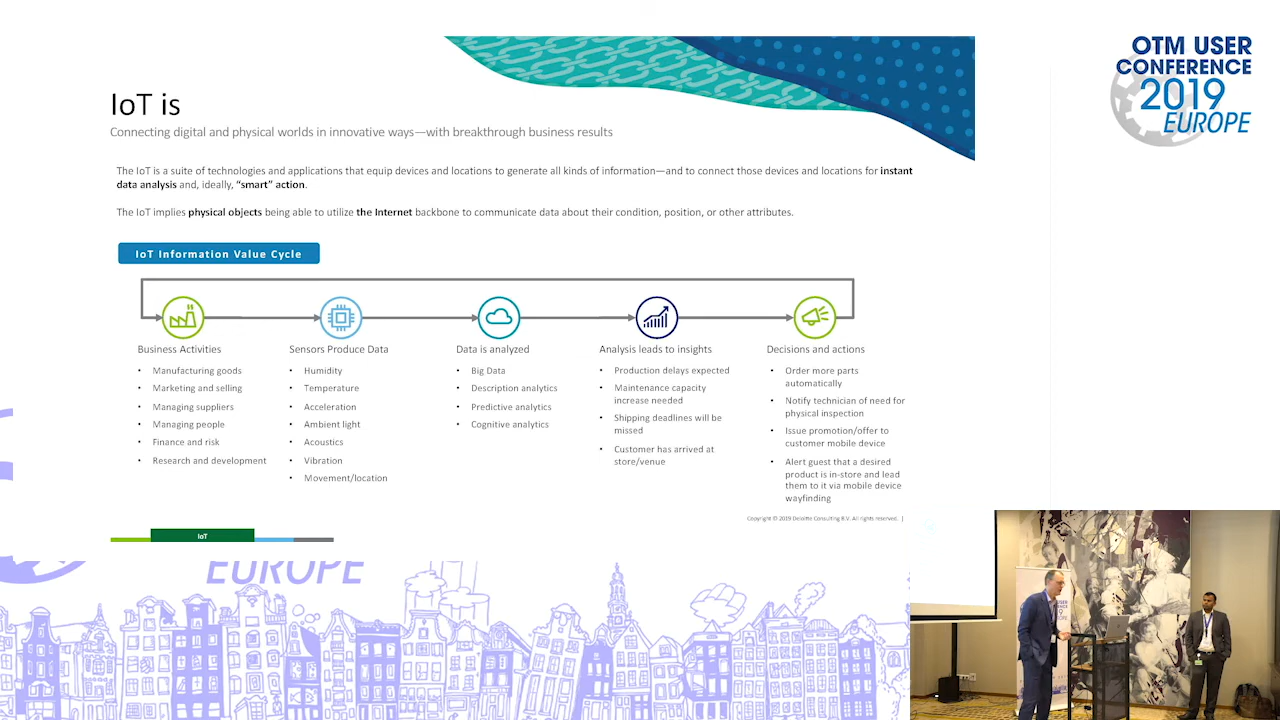 OTM USER
CONFERENCE
2019
EUROPE
IoT is
Connecting digital and physical worlds in innovative ways—with breakthrough business results
The IoT is a suite of technologies and applications that equip devices and locations to generate all kinds of information—and to connect those devices and locations for instant
data analysis and, ideally, “smart” action.
The IoT implies physical objects being able to utilize the Internet backbone to communicate data about their condition, position, or other attributes.
IoT Information Value Cycle
Business Activities
• Manufacturing goods
• Marketing and selling
• Managing suppliers
• Managing people
• Finance and risk
• Research and development
Sensors Produce Data
• Humidity
• Temperature
• Acceleration
• Ambient light
• Acoustics
• Vibration
• Movement/location
Data is analyzed
• Big Data
• Description analytics
• Predictive analytics
• Cognitive analytics
Analysis leads to insights
• Production delays expected
• Maintenance capacity
increase needed
• Shipping deadlines will be
missed
• Customer has arrived at
store/venue
Decisions and actions
• Order more parts
automatically
• Notify technician of need for
physical inspection
• Issue promotion/offer to
customer mobile device
• Alert guest that a desired
product is in-store and lead
them to it via mobile device
wayfinding
Copyright © 2019 Deloitte Consulting B.V. All rights reserved. |
IoT
EUROPE